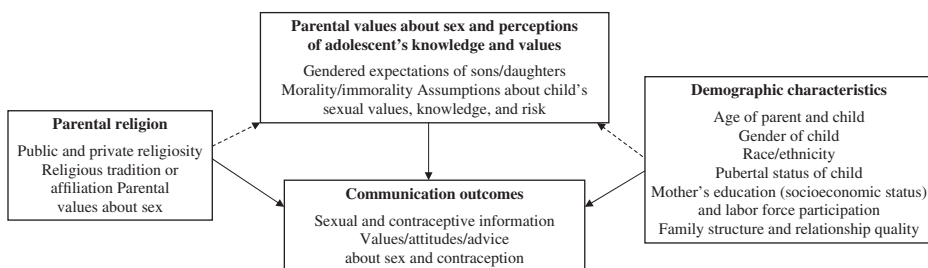 Parental values about sex and perceptions
of adolescent's knowledge and values
Gendered expectations of sons/daughters
Morality/immorality Assumptions about child's
sexual values, knowledge, and risk
Parental religion
Public and private religiosity
Religious tradition or
affiliation Parental
values about sex
Demographic characteristics
Age of parent and child
Gender of child
Race/ethnicity
Pubertal status of child
Mother's education (socioeconomic status)
and labor force participation
Family structure and relationship quality
Communication outcomes
Sexual and contraceptive information
Values/attitudes/advice
about sex and contraception